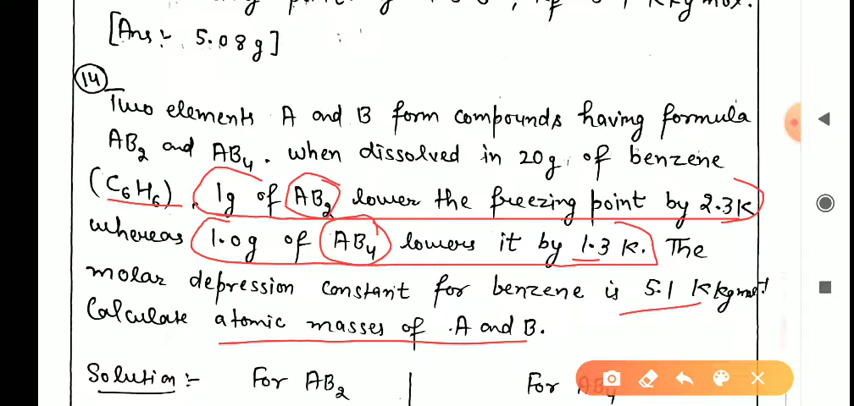 [Ans:- 5.08g]
(14)
Two elements A and B form compounds having formula
AB2 and AB4. when dissolved in 20g. of benzene
(C6H6), 1g of AB2 lower the freezing point by 2.3K
whereas 1.0g of AB4 lowers it by 1.3 K. The
molar depression constant for benzene is 5.1 K kg mol-1
Calculate atomic masses of A and B.
Solution :- For AB2 For AB4